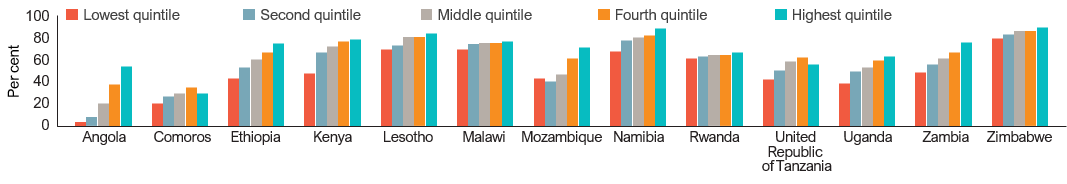 Lowest quintile Second quintile Middle quintile Fourth quintile Highest quintile
Per cent
100
80
60
40
20
0
Angola Comoros Ethiopia Kenya Lesotho Malawi Mozambique Namibia Rwanda United Uganda Zambia Zimbabwe
Republic
of Tanzania